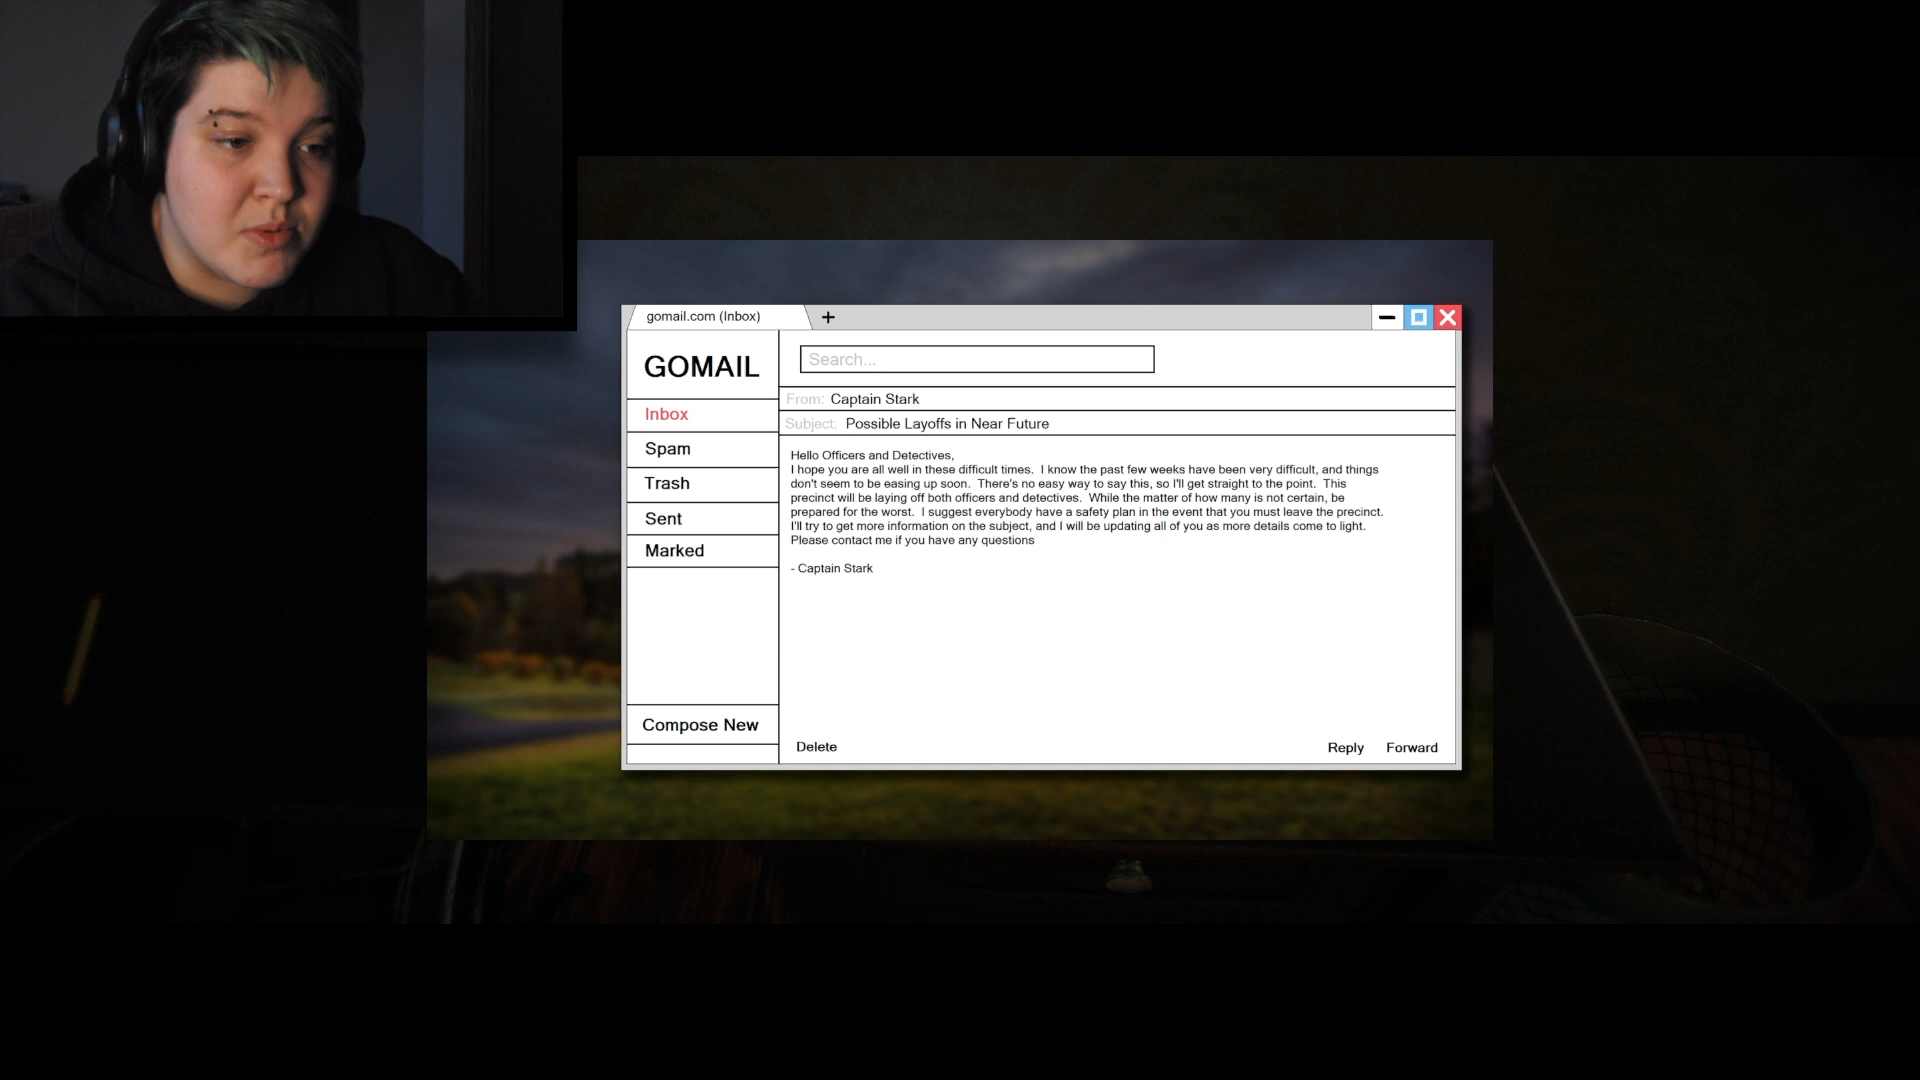 gomail.com (Inbox)
GOMAIL
Search...
Inbox
Spam
Trash
Sent
Marked
Compose New
From: Captain Stark
Subject: Possible Layoffs in Near Future
Hello Officers and Detectives,
I hope you are all well in these difficult times.  I know the past few weeks have been very difficult, and things
don't seem to be easing up soon.  There's no easy way to say this, so I'll get straight to the point.  This
precinct will be laying off both officers and detectives.  While the matter of how many is not certain, be
prepared for the worst.  I suggest everybody have a safety plan in the event that you must leave the precinct.
I'll try to get more information on the subject, and I will be updating all of you as more details come to light.
Please contact me if you have any questions
- Captain Stark
Delete
Reply
Forward